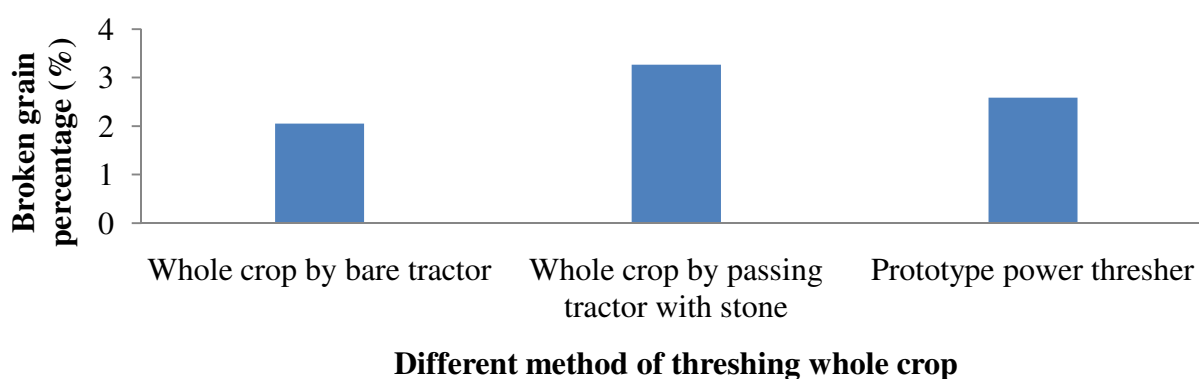 Broken grain
percentage (%)
4
3
2
1
0
Whole crop by bare tractor
Whole crop by passing
tractor with stone
Prototype power thresher
Different method of threshing whole crop